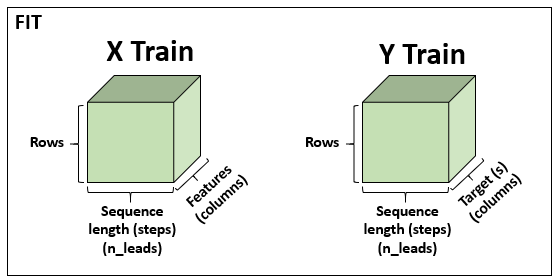 FIT
X Train
Rows
Sequence
length (steps)
(n_leads)
Features
(columns)
Y Train
Rows
Sequence
length (steps)
(n_leads)
Target (s)
(columns)